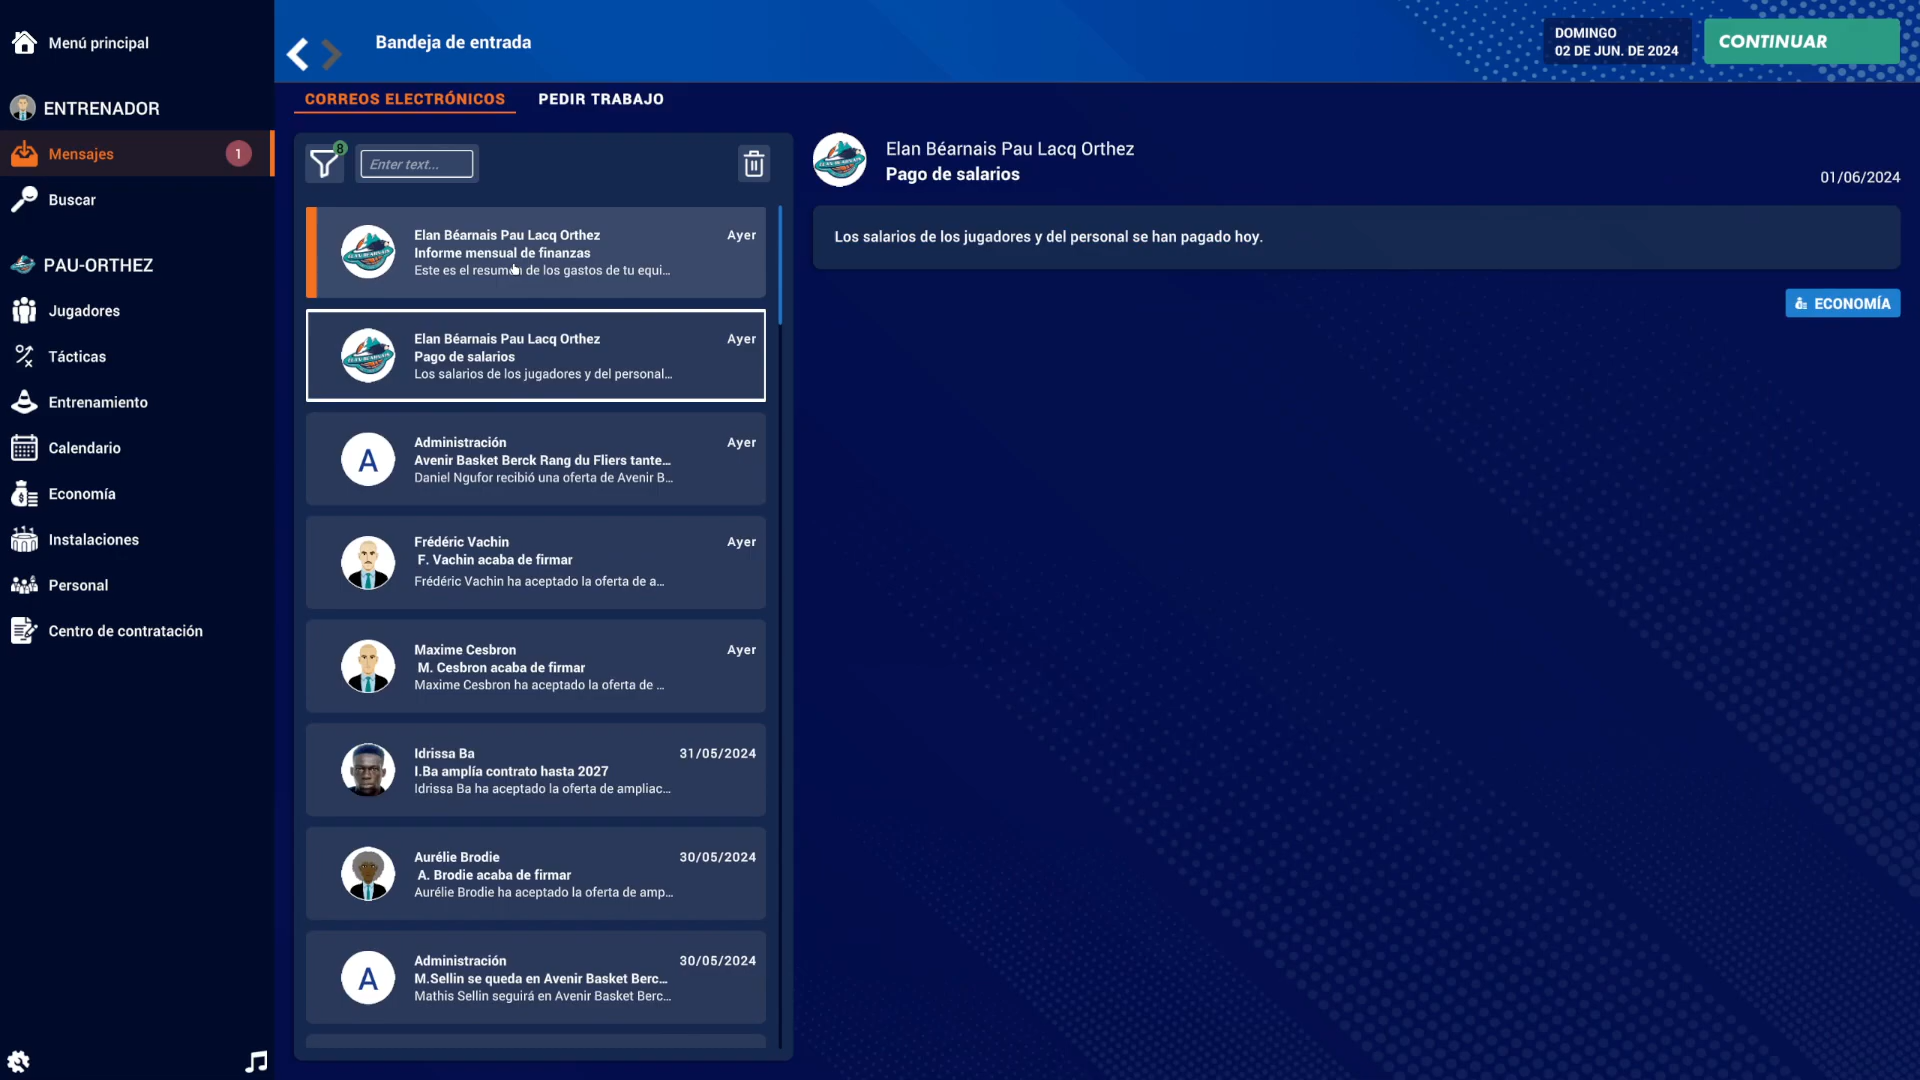 Menú principal
ENTRENADOR
Mensajes
1
Buscar
PAU-ORTHEZ
Jugadores
Tácticas
Entrenamiento
Calendario
Economía
Instalaciones
Personal
Centro de contratación
Bandeja de entrada
DOMINGO
02 DE JUN. DE 2024
CONTINUAR
CORREOS ELECTRÓNICOS
PEDIR TRABAJO
8
Enter text...
Elan Béarnais Pau Lacq Orthez
Ayer
Informe mensual de finanzas
Este es el resumen de los gastos de tu equi...
Elan Béarnais Pau Lacq Orthez
Ayer
Pago de salarios
Los salarios de los jugadores y del personal...
A
Administración
Ayer
Avenir Basket Berck Rang du Fliers tante...
Daniel Ngufor recibió una oferta de Avenir B...
Frédéric Vachin
Ayer
F. Vachin acaba de firmar
Frédéric Vachin ha aceptado la oferta de a...
Maxime Cesbron
Ayer
M. Cesbron acaba de firmar
Maxime Cesbron ha aceptado la oferta de ...
Idrissa Ba
31/05/2024
I.Ba amplía contrato hasta 2027
Idrissa Ba ha aceptado la oferta de ampliac...
Aurélie Brodie
30/05/2024
A. Brodie acaba de firmar
Aurélie Brodie ha aceptado la oferta de amp...
A
Administración
30/05/2024
M.Sellin se queda en Avenir Basket Berc...
Mathis Sellin seguirá en Avenir Basket Berc...
Elan Béarnais Pau Lacq Orthez
Pago de salarios
01/06/2024
Los salarios de los jugadores y del personal se han pagado hoy.
ECONOMÍA